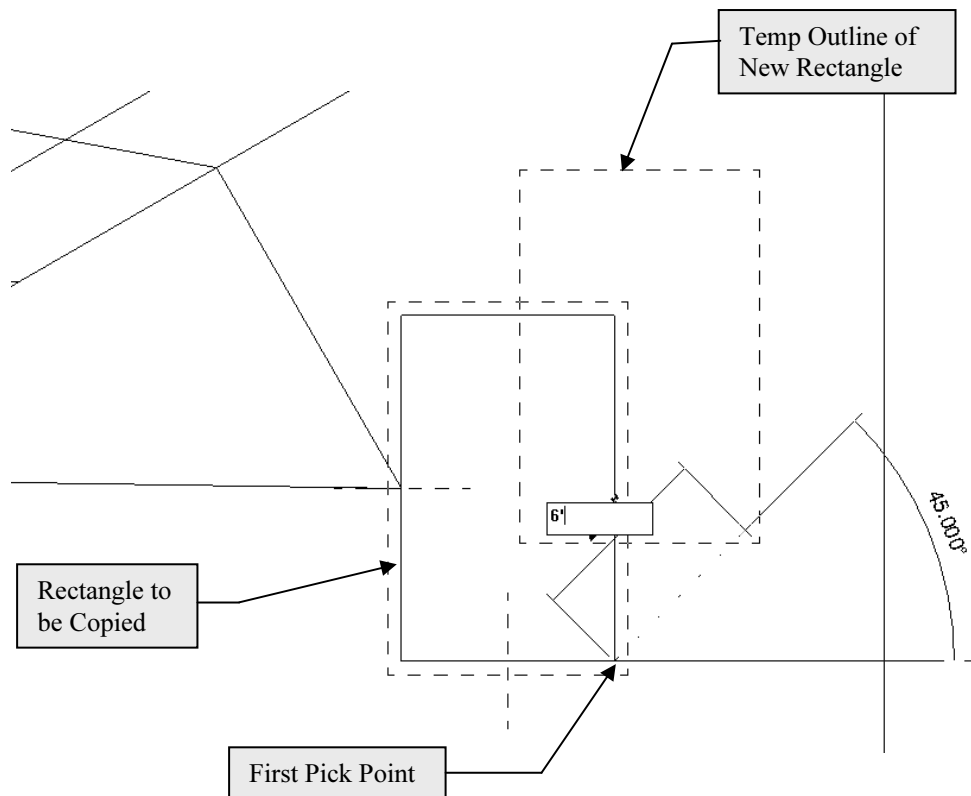 Temp Outline of
New Rectangle
6'
45.000°
Rectangle to
be Copied
First Pick Point